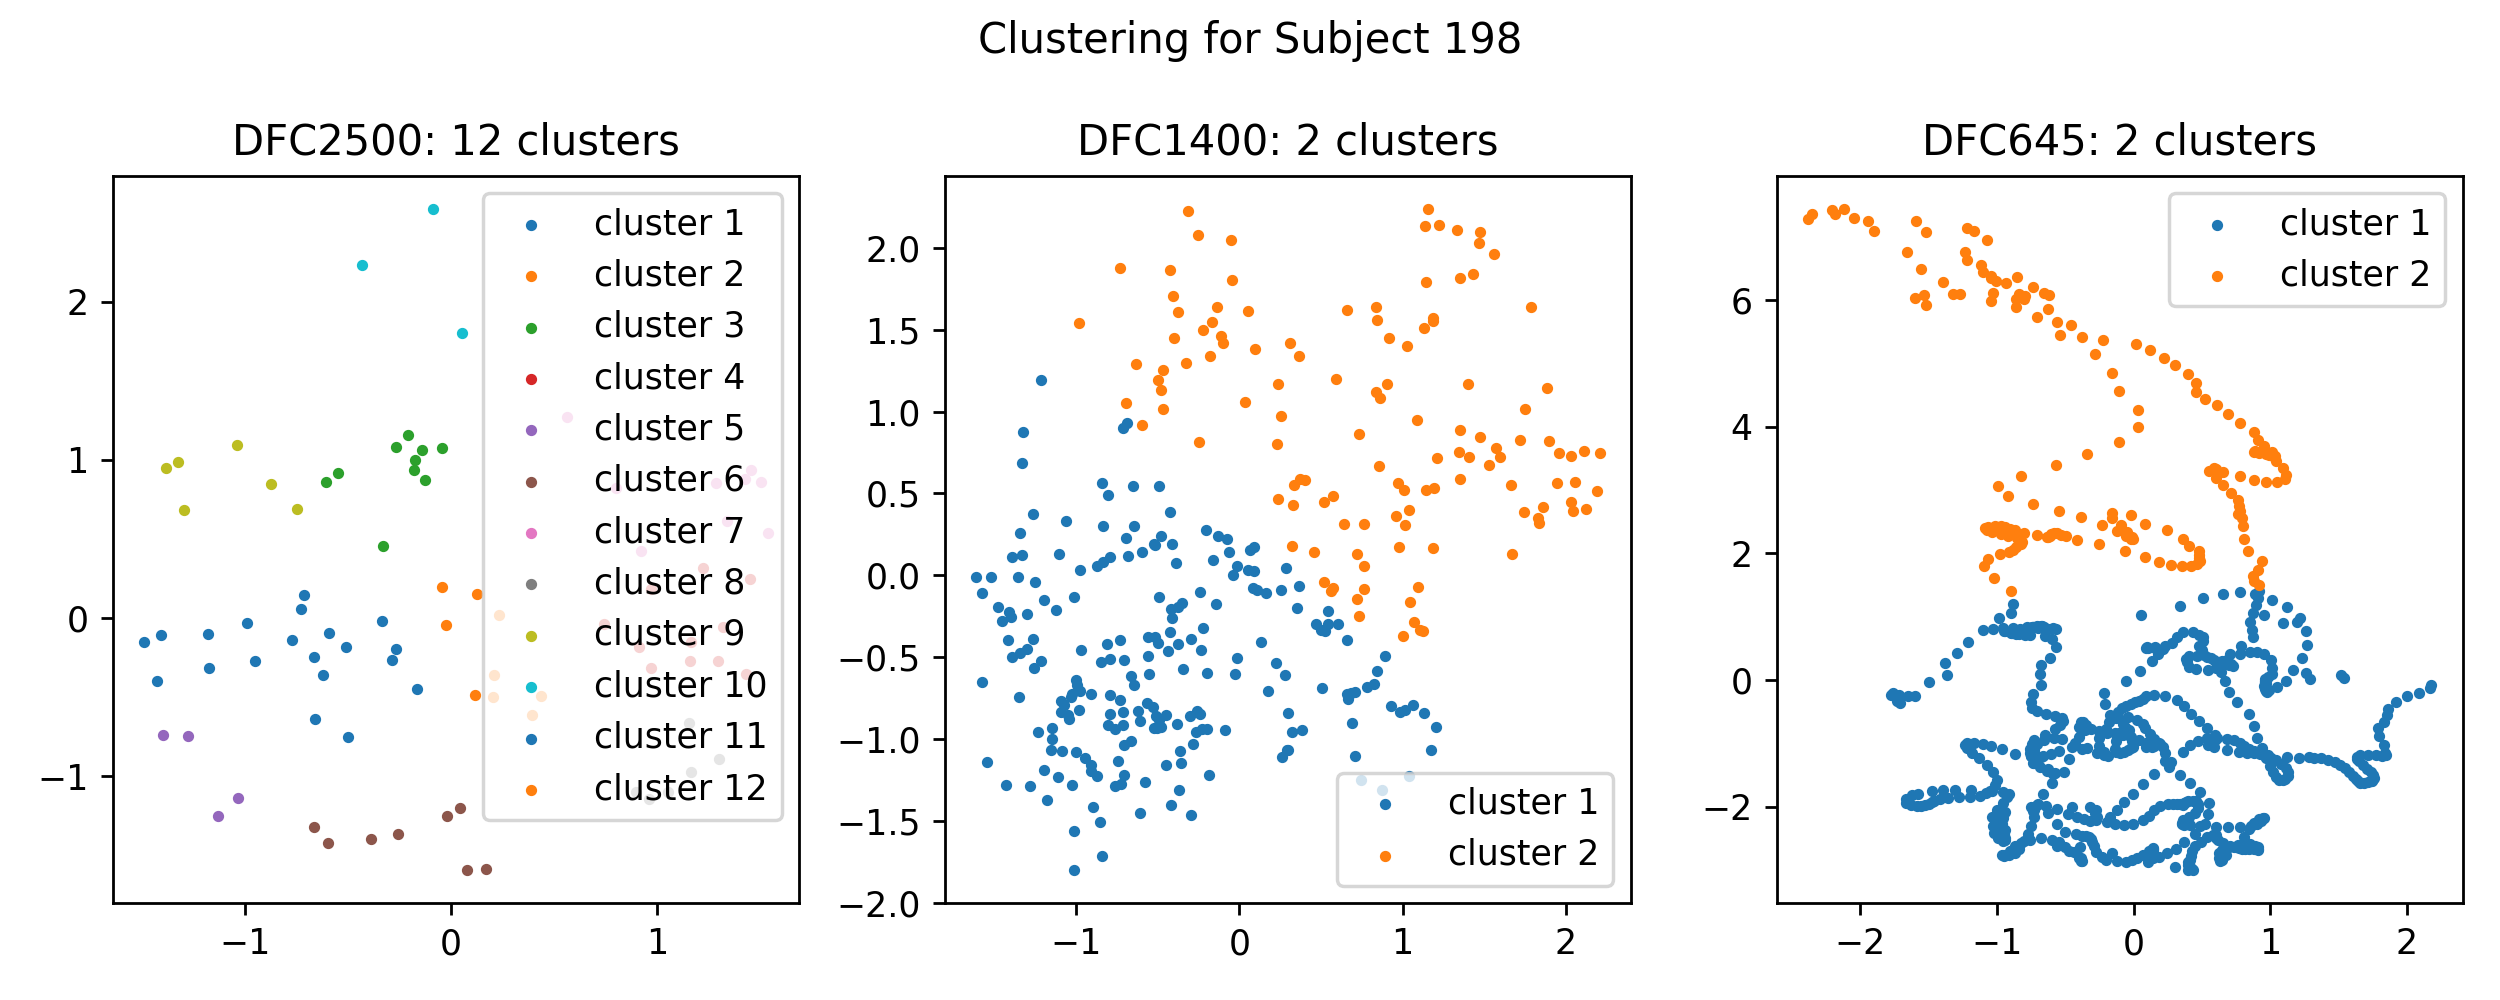 Clustering for Subject 198
DFC2500: 12 clusters
2
1
0
−1
−1
0
1
cluster 1
cluster 2
cluster 3
cluster 4
cluster 5
cluster 6
cluster 7
cluster 8
cluster 9
cluster 10
cluster 11
cluster 12
DFC1400: 2 clusters
2.0
1.5
1.0
0.5
0.0
−0.5
−1.0
−1.5
−2.0
−1
0
1
2
cluster 1
cluster 2
DFC645: 2 clusters
6
4
2
0
−2
−2
−1
0
1
2
cluster 1
cluster 2